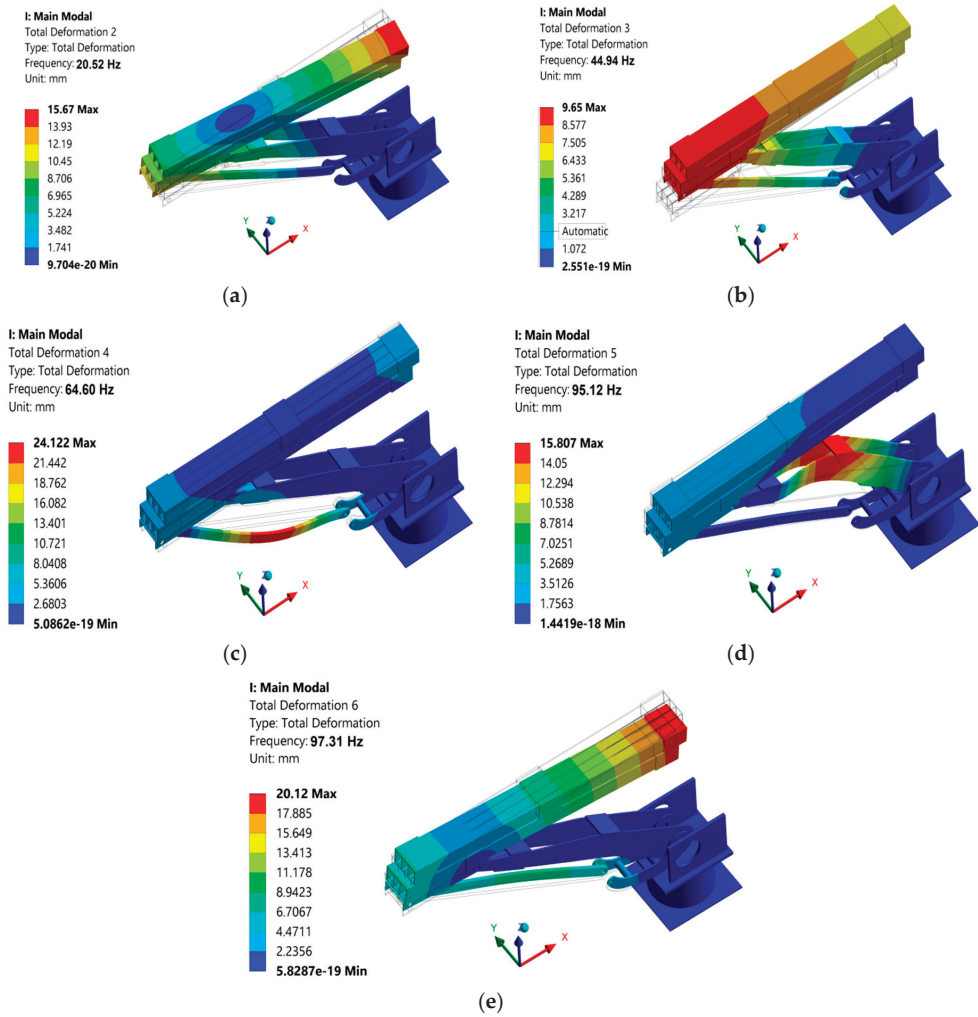 I: Main Modal
Total Deformation 2
Type: Total Deformation
Frequency: 20.52 Hz
Unit: mm
15.67 Max
13.93
12.19
10.45
8.706
6.965
5.224
3.482
1.741
9.704e-20 Min
Y
Z
X
(a)
I: Main Modal
Total Deformation 3
Type: Total Deformation
Frequency: 44.94 Hz
Unit: mm
9.65 Max
8.577
7.505
6.433
5.361
4.289
3.217
Automatic
1.072
2.551e-19 Min
Y
Z
X
(b)
I: Main Modal
Total Deformation 4
Type: Total Deformation
Frequency: 64.60 Hz
Unit: mm
24.122 Max
21.442
18.762
16.082
13.401
10.721
8.0408
5.3606
2.6803
5.0862e-19 Min
Y
Z
X
(c)
I: Main Modal
Total Deformation 5
Type: Total Deformation
Frequency: 95.12 Hz
Unit: mm
15.807 Max
14.05
12.294
10.538
8.7814
7.0251
5.2689
3.5126
1.7563
1.4419e-18 Min
Y
Z
X
(d)
I: Main Modal
Total Deformation 6
Type: Total Deformation
Frequency: 97.31 Hz
Unit: mm
20.12 Max
17.885
15.649
13.413
11.178
8.9423
6.7067
4.4711
2.2356
5.8287e-19 Min
Y
Z
X
(e)